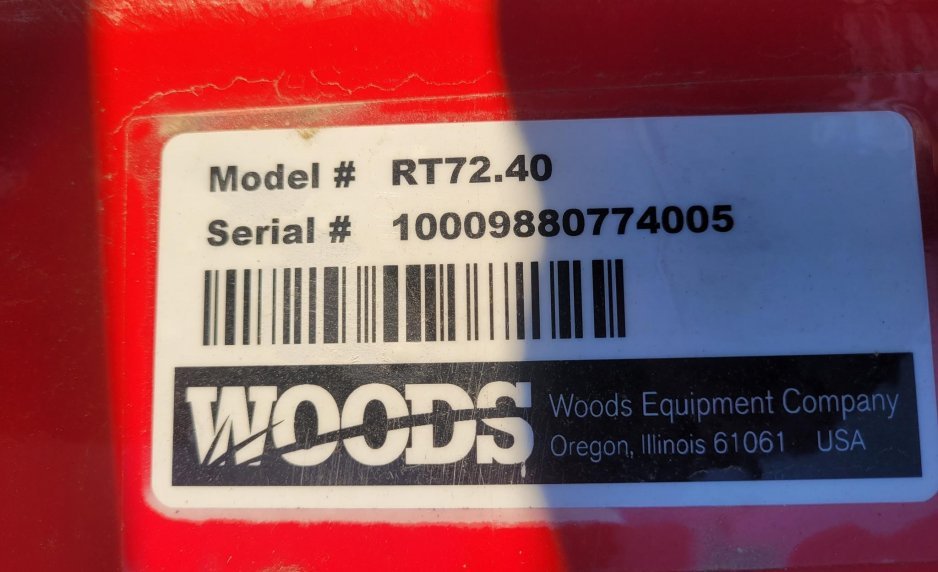 Model # RT72.40
Serial # 10009880774005
WOODS
Woods Equipment Company
Oregon, Illinois 61061 USA